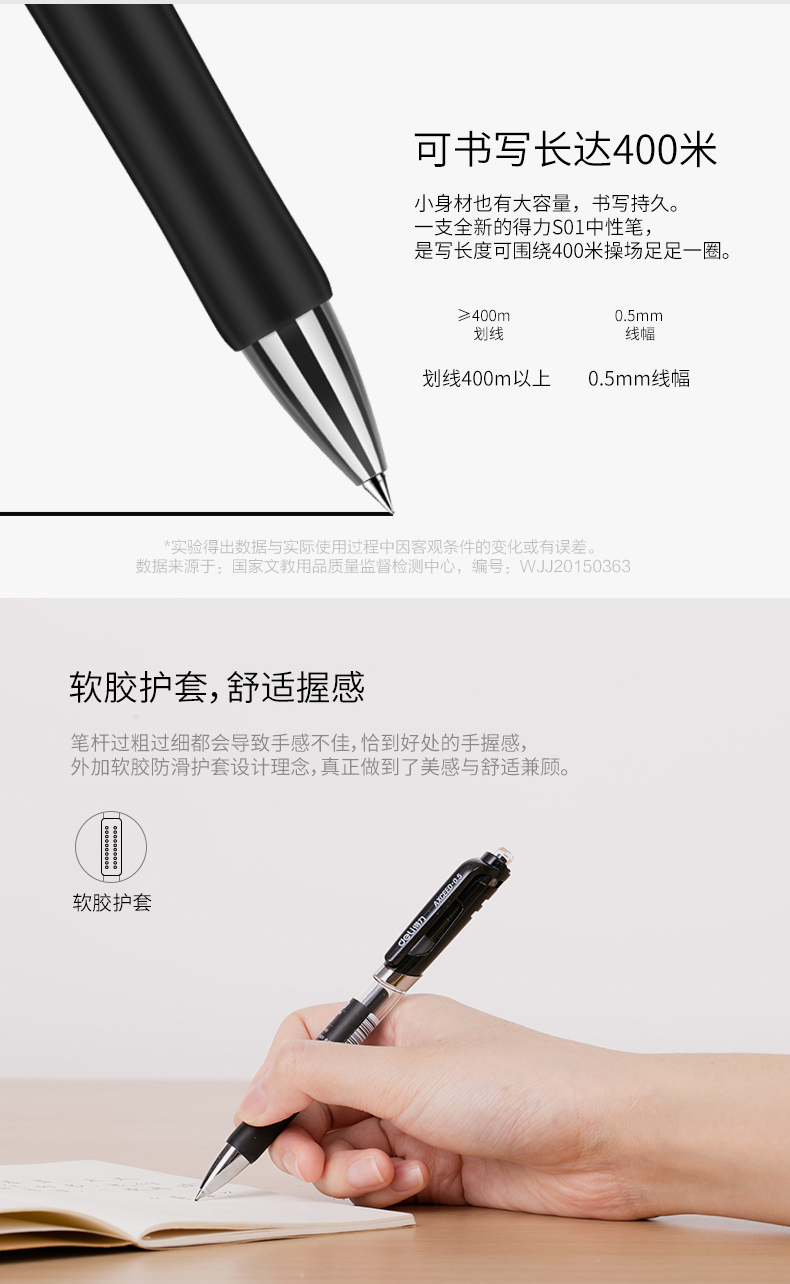 可书写长达400米
小身材也有大容量，书写持久。
一支全新的得力S01中性笔，
是写长度可围绕400米操场足足一圈。
≥400m
划线
0.5mm
线幅
划线400m以上
0.5mm线幅
*实验得出数据与实际使用过程中因客观条件的变化或有误差。
数据来源于：国家文教用品质量监督检测中心，编号：WJJ20150363
软胶护套，舒适握感
笔杆过粗过细都会导致手感不佳，恰到好处的手握感，
外加软胶防滑护套设计理念，真正做到了美感与舒适兼顾。
软胶护套
deli得力 AXCEED·0.5